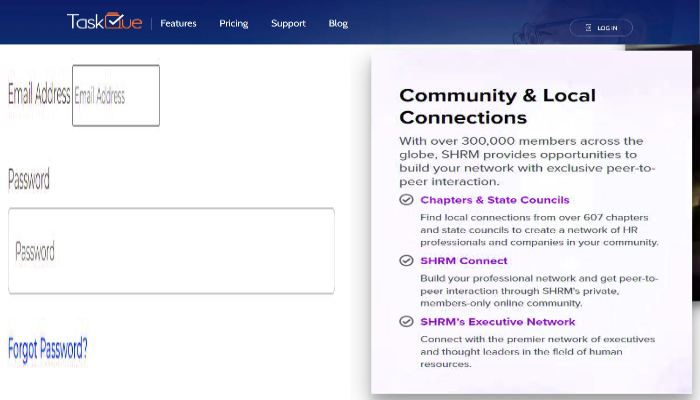 TaskQue
Features
Pricing
Support
Blog
LOG IN
Email Address
Email Address
Password
Password
Forgot Password?
Community & Local
Connections
With over 300,000 members across the
globe, SHRM provides opportunities to
build your network with exclusive peer-to-
peer interaction.
Chapters & State Councils
Find local connections from over 607 chapters
and state councils to create a network of HR
professionals and companies in your community.
SHRM Connect
Build your professional network and get peer-to-
peer interaction through SHRM's private,
members-only online community.
SHRM's Executive Network
Connect with the premier network of executives
and thought leaders in the field of human
resources.